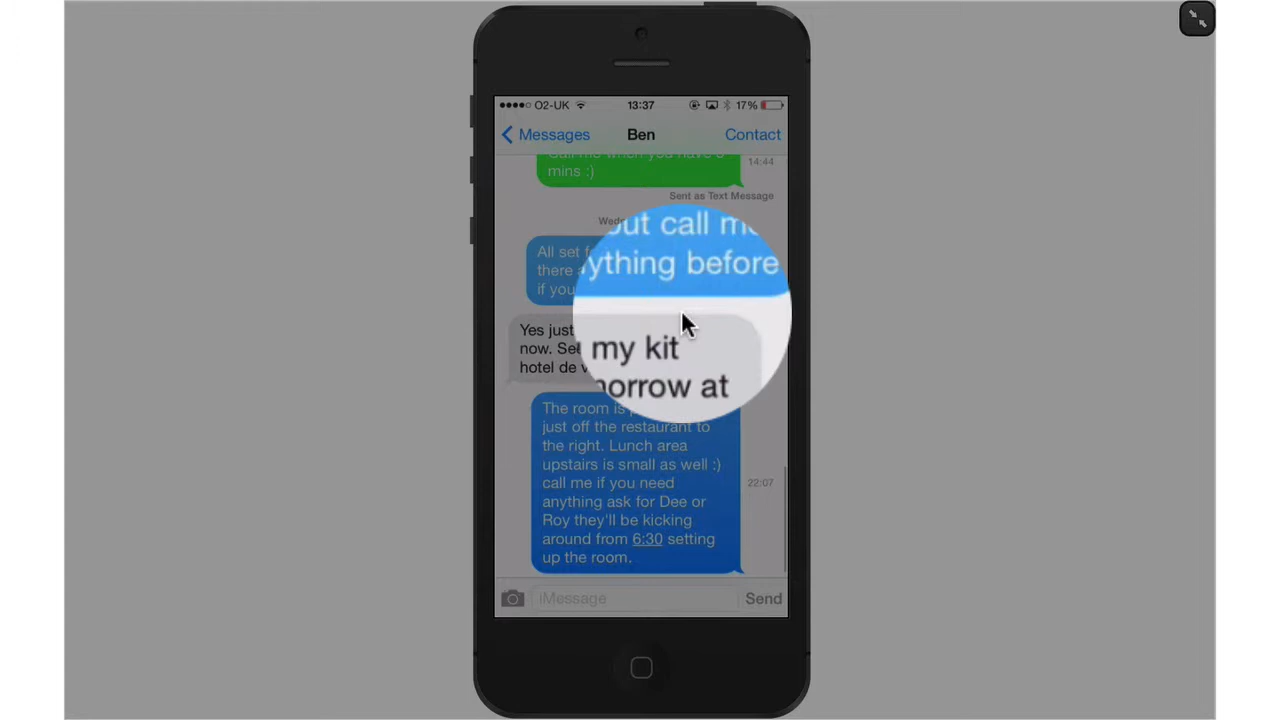 O2-UK 13:37 17%
Messages Ben Contact
mins :) 14:44
Sent as Text Message
All set
out call me
there
ything before
if you
Yes just
my kit
now.
morrow at
hotel de
The room is
just off the restaurant to
the right. Lunch area
upstairs is small as well :)
call me if you need
anything ask for Dee or
Roy they'll be kicking
around from 6:30 setting
up the room.
22:07
iMessage Send